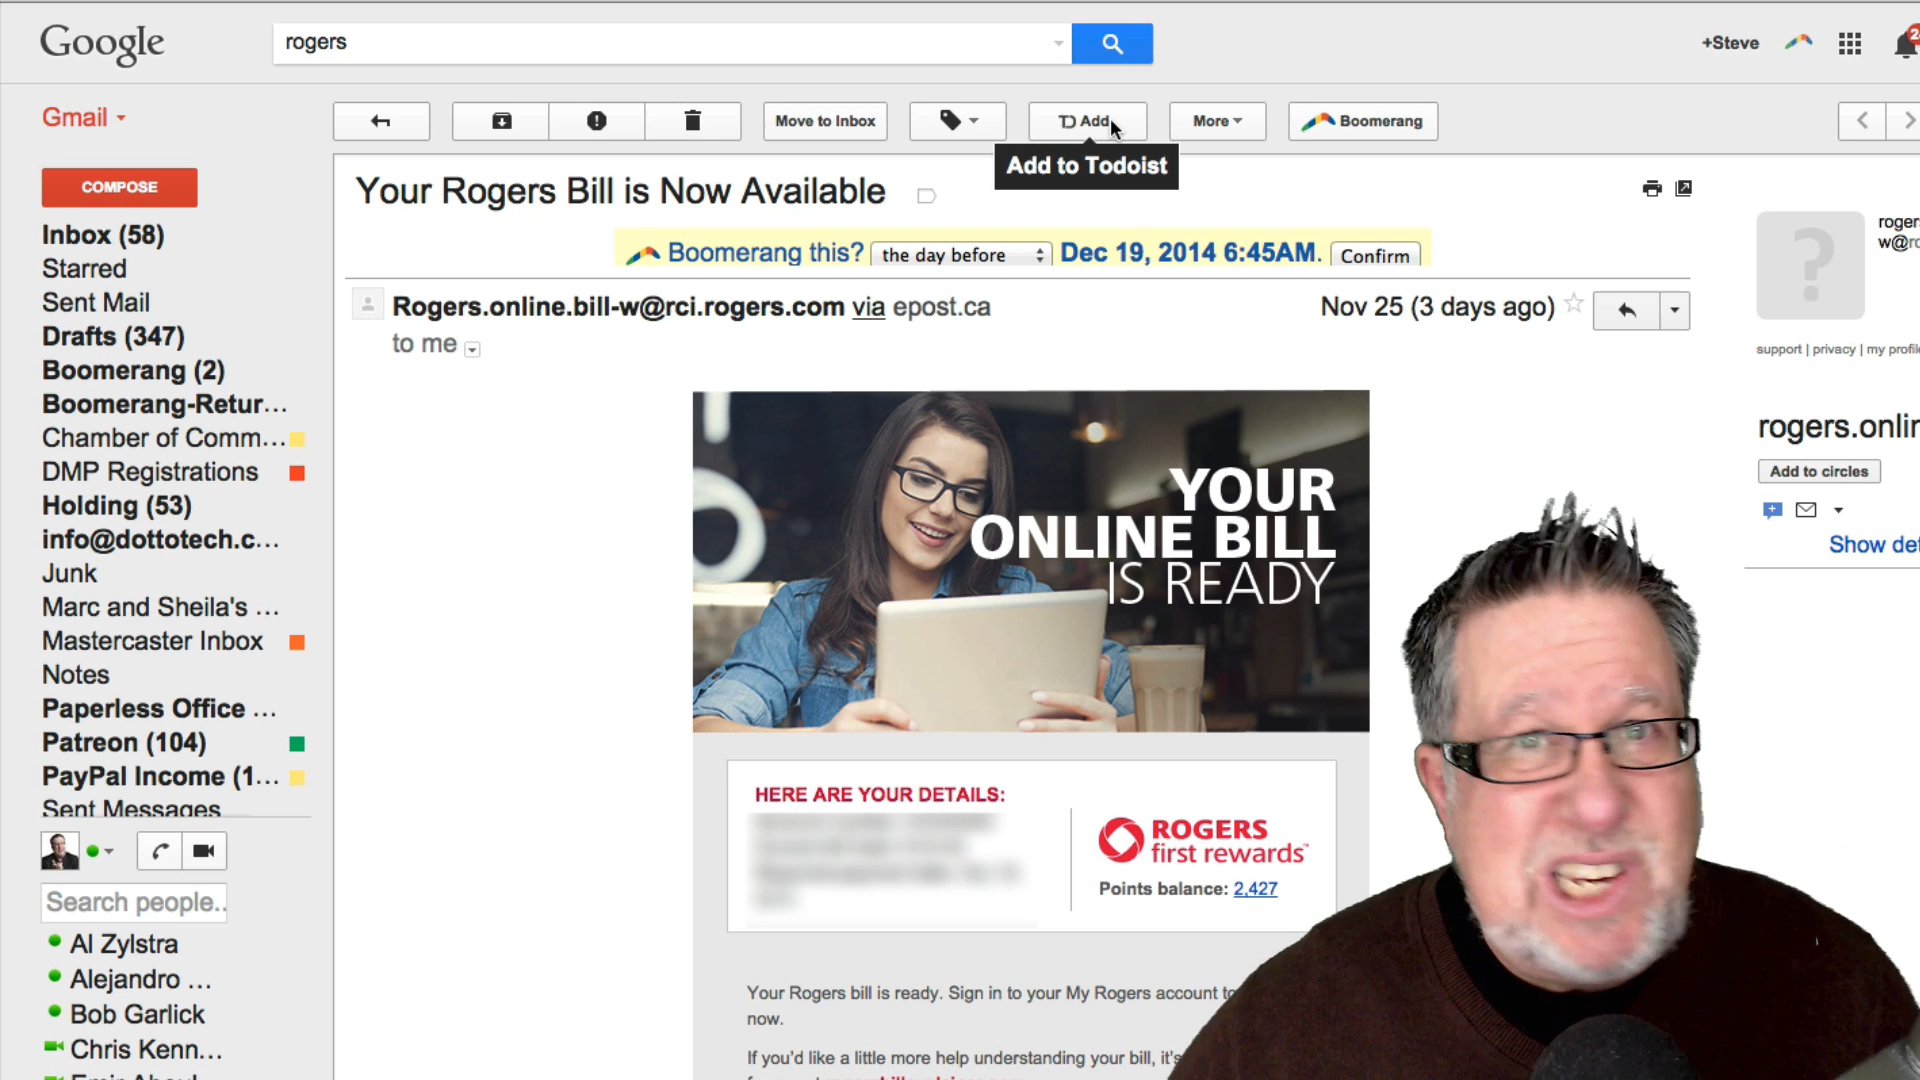 Google
rogers
+Steve
2
Gmail
Move to Inbox
Add
More
Boomerang
Add to Todoist
COMPOSE
Your Rogers Bill is Now Available
Boomerang this? the day before Dec 19, 2014 6:45AM. Confirm
Rogers.online.bill-w@rci.rogers.com via epost.ca
Nov 25 (3 days ago)
to me
Inbox (58)
Starred
Sent Mail
Drafts (347)
Boomerang (2)
Boomerang-Retur...
Chamber of Comm...
DMP Registrations
Holding (53)
info@dottotech.c...
Junk
Marc and Sheila's ...
Mastercaster Inbox
Notes
Paperless Office ...
Patreon (104)
PayPal Income (1...
Sent Messages
Search people..
Al Zylstra
Alejandro ...
Bob Garlick
Chris Kenn...
YOUR
ONLINE BILL
IS READY
HERE ARE YOUR DETAILS:
ROGERS
first rewards
Points balance: 2,427
Your Rogers bill is ready. Sign in to your My Rogers account to
now.
If you'd like a little more help understanding your bill, it's
?
roger
w@r
support | privacy | my profil
rogers.onlin
Add to circles
Show det